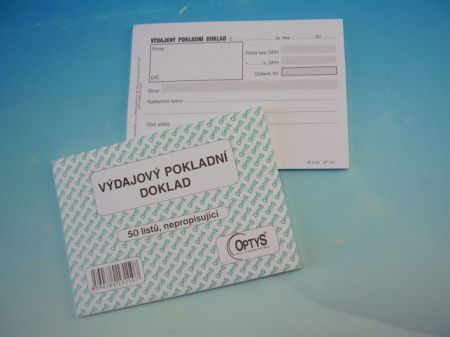 VÝDAJOVÝ POKLADNÍ DOKLAD č.
ze dne
20
Firma:
Cena bez DPH
% DPH
DIČ:
Celkem Kč
Slovy
Vyplaceno komu
Účel platby
VÝDAJOVÝ POKLADNÍ
DOKLAD
50 listů, nepropisující
OPTYS